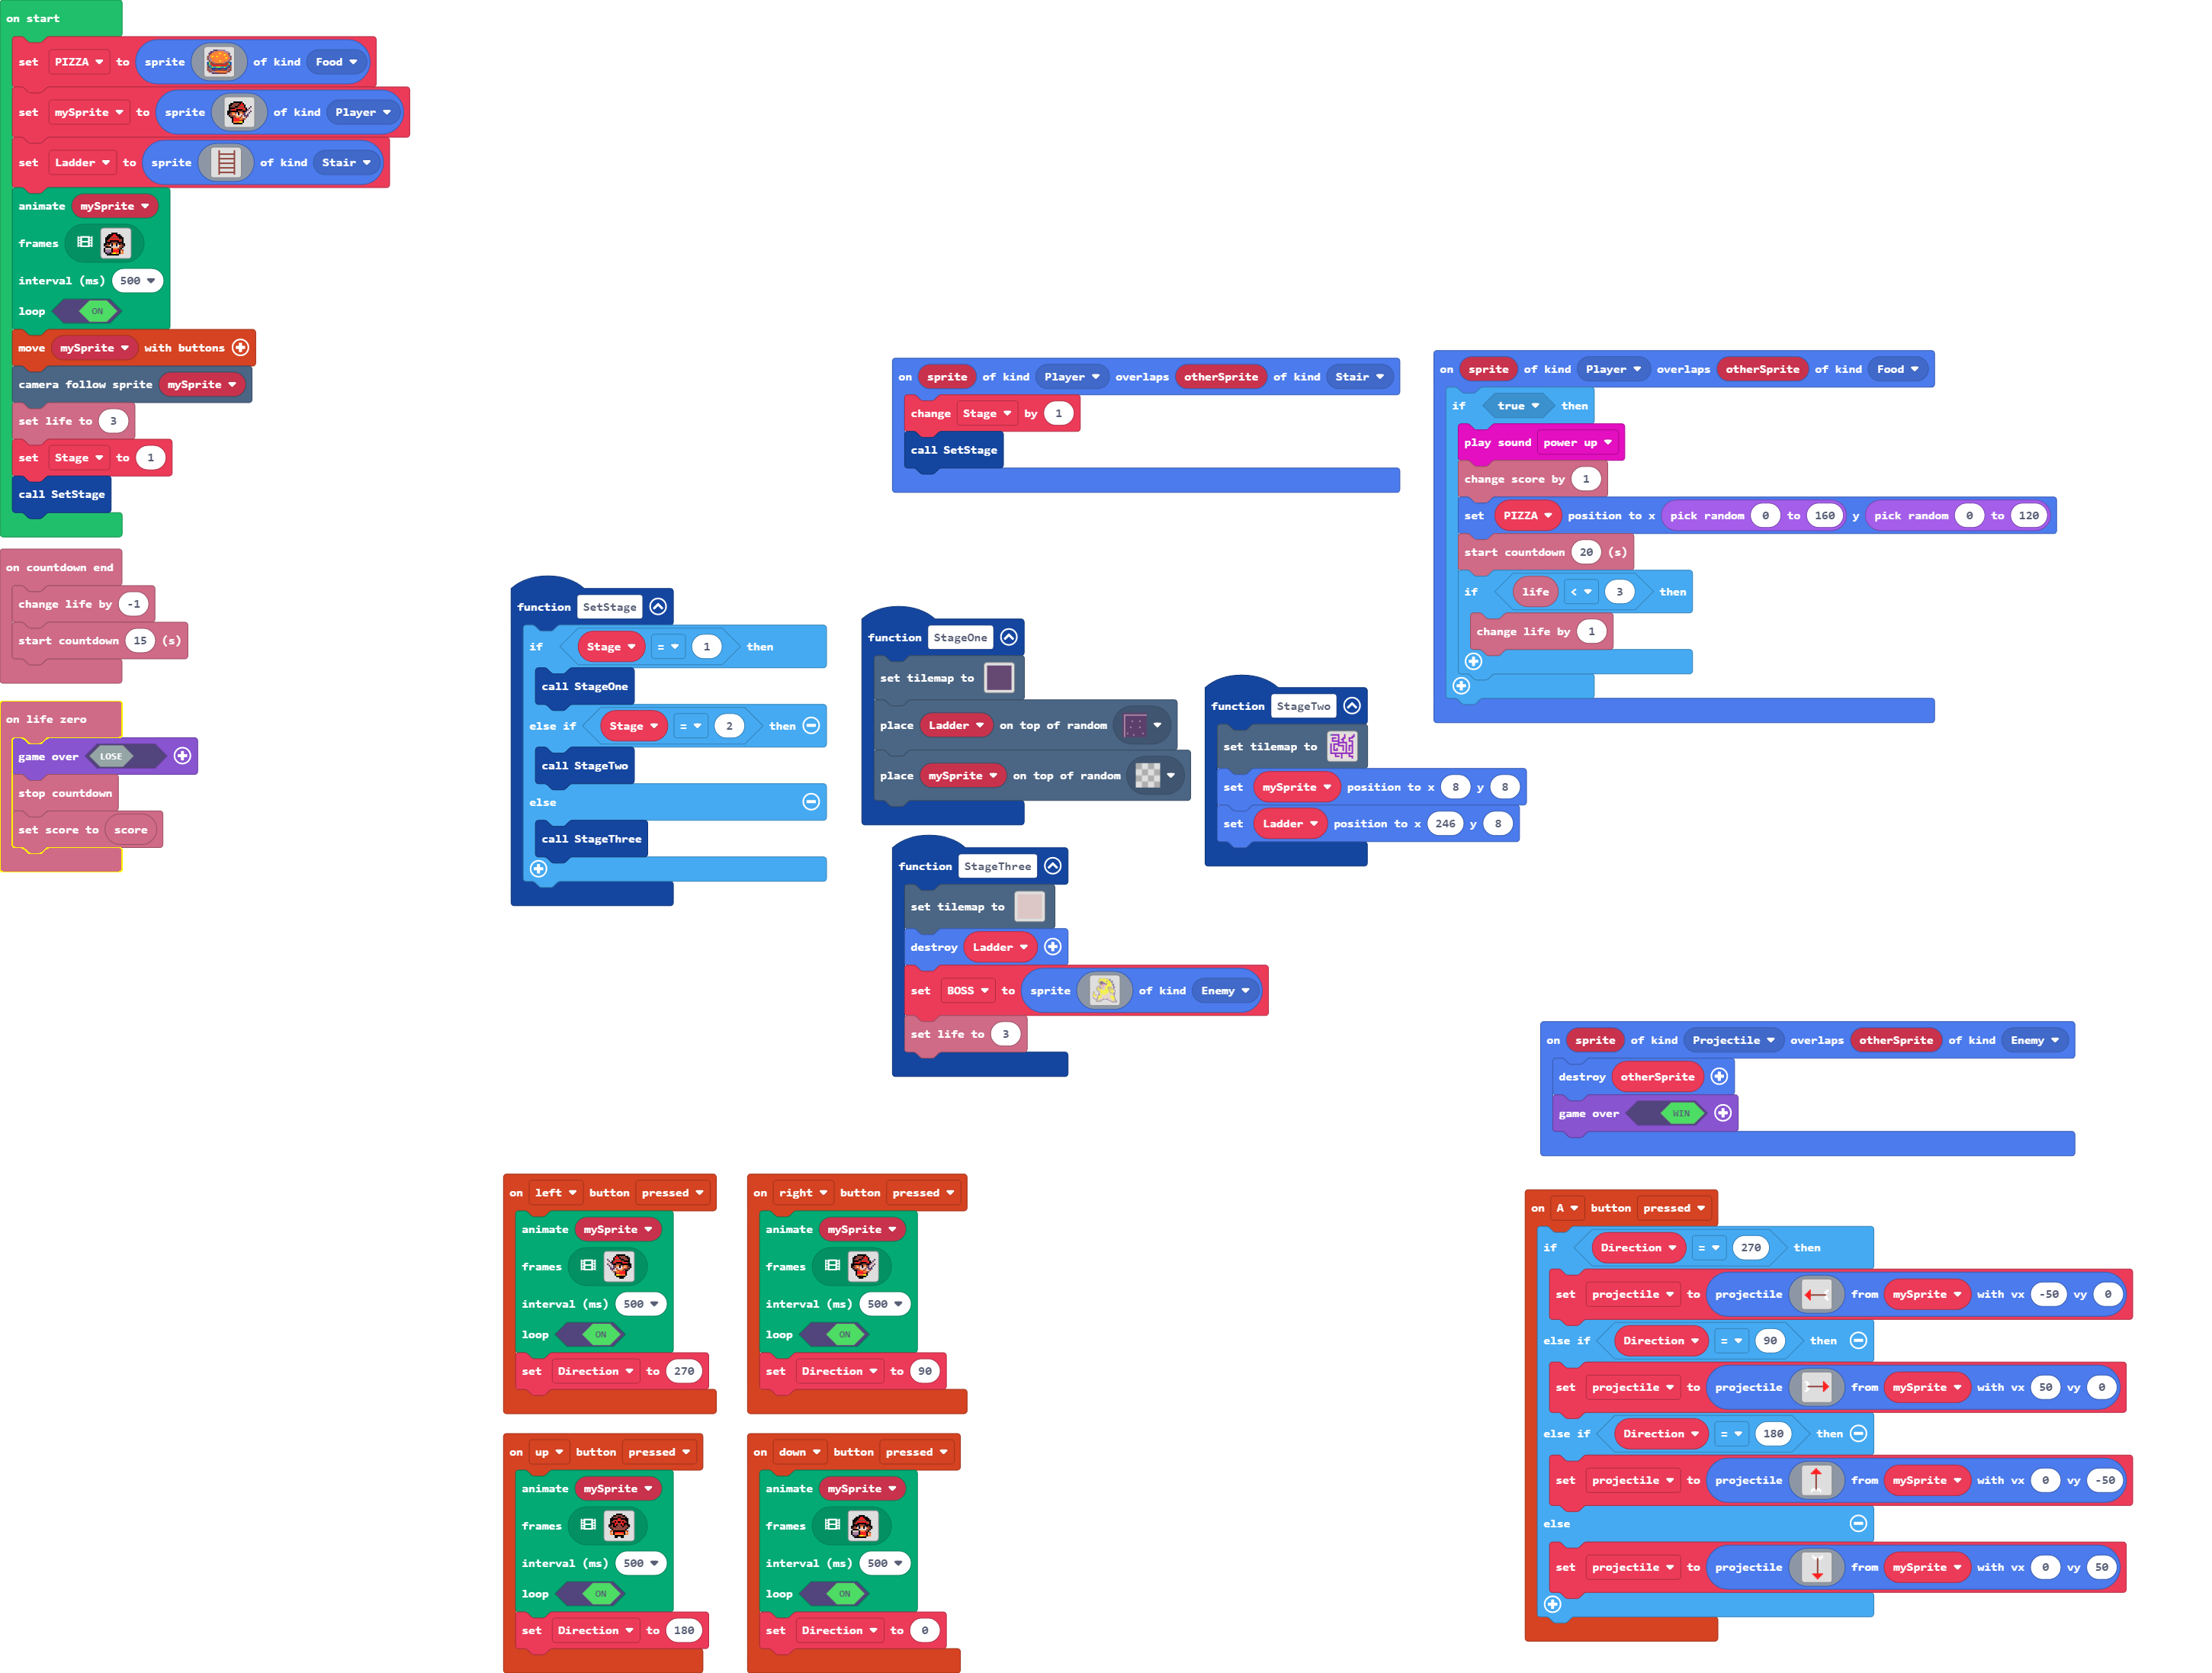 on start
set PIZZA to sprite of kind Food
set mySprite to sprite of kind Player
set Ladder to sprite of kind Stair
animate mySprite
frames
interval (ms) 500
loop ON
move mySprite with buttons
camera follow sprite mySprite
set life to 3
set Stage to 1
call SetStage
on countdown end
change life by -1
start countdown 15 (s)
on life zero
game over LOSE
stop countdown
set score to score
function SetStage
if Stage = 1 then
call StageOne
else if Stage = 2 then
call StageTwo
else
call StageThree
on sprite of kind Player overlaps otherSprite of kind Stair
change Stage by 1
call SetStage
function StageOne
set tilemap to
place Ladder on top of random
place mySprite on top of random
function StageTwo
set tilemap to
set mySprite position to x 8 y 8
set Ladder position to x 246 y 8
function StageThree
set tilemap to
destroy Ladder
set BOSS to sprite of kind Enemy
set life to 3
on sprite of kind Player overlaps otherSprite of kind Food
if true then
play sound power up
change score by 1
set PIZZA position to x pick random 0 to 160 y pick random 0 to 120
start countdown 20 (s)
if life < 3 then
change life by 1
on sprite of kind Projectile overlaps otherSprite of kind Enemy
destroy otherSprite
game over WIN
on left button pressed
animate mySprite
frames
interval (ms) 500
loop ON
set Direction to 270
on right button pressed
animate mySprite
frames
interval (ms) 500
loop ON
set Direction to 90
on up button pressed
animate mySprite
frames
interval (ms) 500
loop ON
set Direction to 180
on down button pressed
animate mySprite
frames
interval (ms) 500
loop ON
set Direction to 0
on A button pressed
if Direction = 270 then
set projectile to projectile from mySprite with vx -50 vy 0
else if Direction = 90 then
set projectile to projectile from mySprite with vx 50 vy 0
else if Direction = 180 then
set projectile to projectile from mySprite with vx 0 vy -50
else
set projectile to projectile from mySprite with vx 0 vy 50